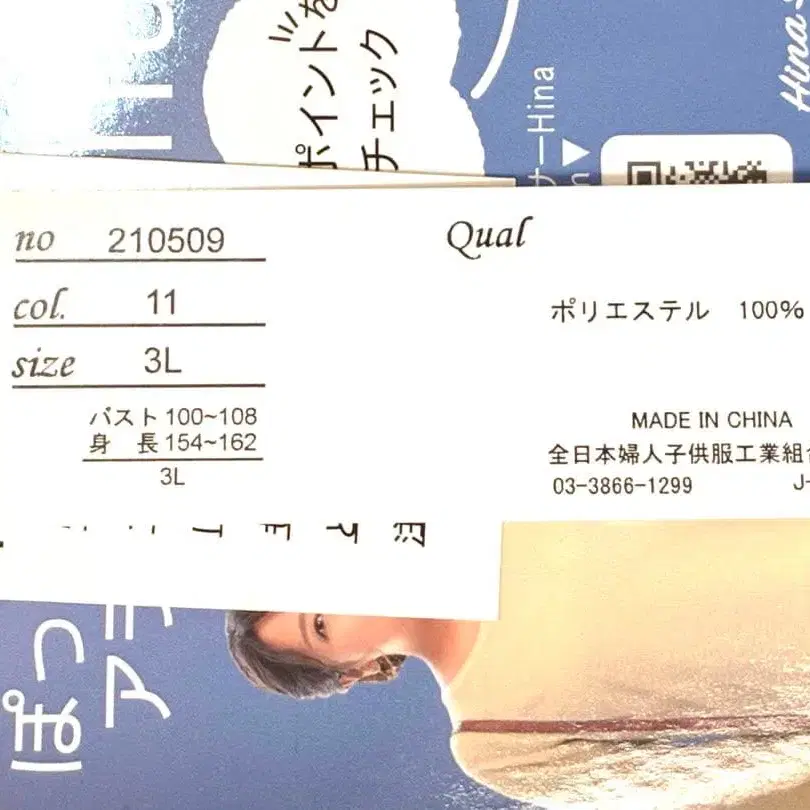 ポイントを
チェック
ナーHina
Hina
no 210509
col. 11
size 3L
バスト 100~108
身 長 154~162
3L
Qual
ポリエステル 100%
MADE IN CHINA
全日本婦人子供服工業組合
03-3866-1299
J-
ぽっ